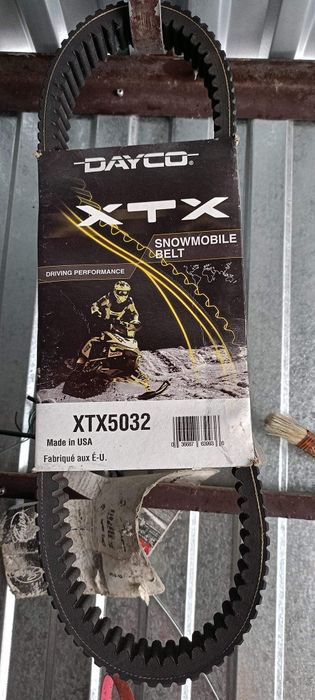 DAYCO
XTX
SNOWMOBILE
BELT
DRIVING PERFORMANCE
XTX5032
Made in USA
Fabriqué aux É-U.